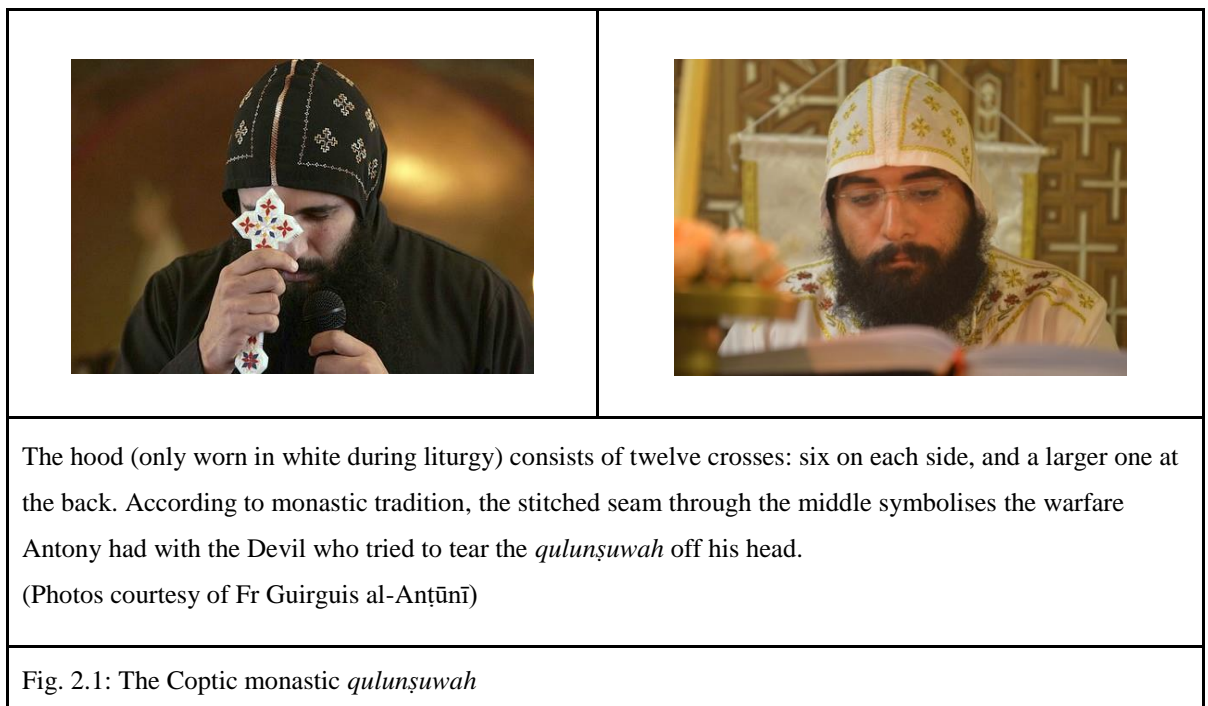 The hood (only worn in white during liturgy) consists of twelve crosses: six on each side, and a larger one at
the back. According to monastic tradition, the stitched seam through the middle symbolises the warfare
Antony had with the Devil who tried to tear the qulunṣuwah off his head.
(Photos courtesy of Fr Guirguis al-Anṭūnī)
Fig. 2.1: The Coptic monastic qulunṣuwah